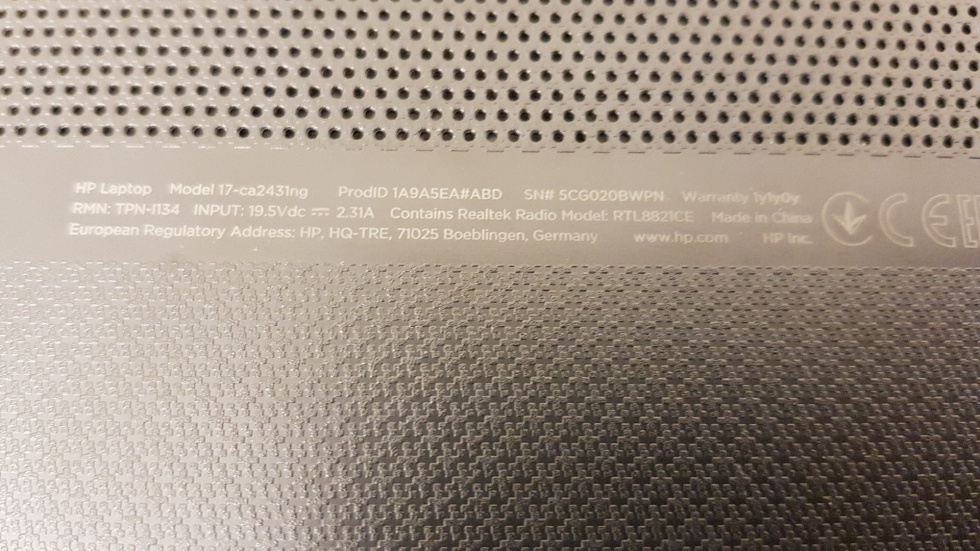 HP Laptop Model 17-ca2431ng ProdID 1A9A5EA#ABD SN# 5CG020BWPN Warranty 1y1y0y
RMN: TPN-I134 INPUT: 19.5Vdc ⎓ 2.31A Contains Realtek Radio Model: RTL8821CE Made in China
European Regulatory Address: HP, HQ-TRE, 71025 Boeblingen, Germany www.hp.com HP Inc.